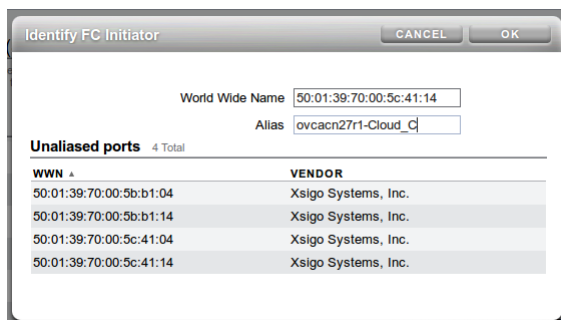 Identify FC Initiator CANCEL OK
World Wide Name 50:01:39:70:00:5c:41:14
Alias ovcacn27r1-Cloud_C
Unaliased ports 4 Total
WWN ▲ VENDOR
50:01:39:70:00:5b:b1:04 Xsigo Systems, Inc.
50:01:39:70:00:5b:b1:14 Xsigo Systems, Inc.
50:01:39:70:00:5c:41:04 Xsigo Systems, Inc.
50:01:39:70:00:5c:41:14 Xsigo Systems, Inc.